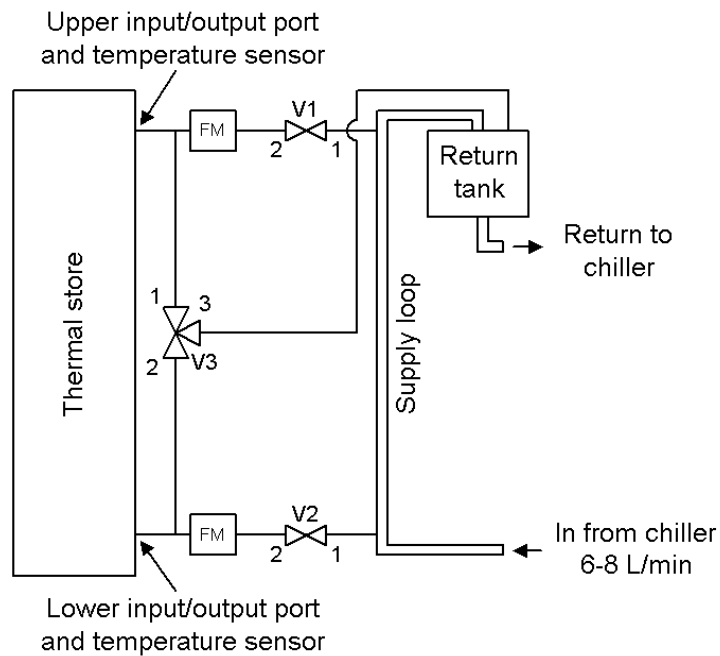 Upper input/output port
and temperature sensor
V1
FM
2
1
Return
tank
Return to
chiller
1
3
2
V3
Thermal store
Supply loop
V2
FM
2
1
In from chiller
6-8 L/min
Lower input/output port
and temperature sensor